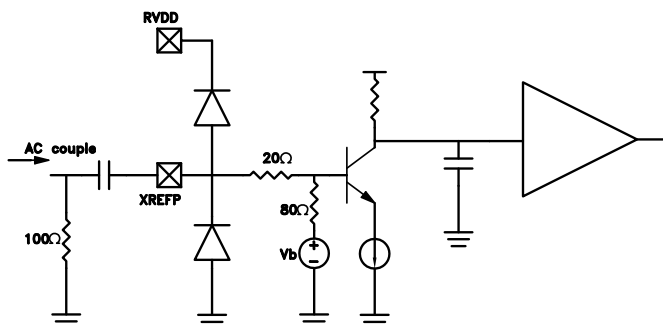 RVDD
AC couple
XREFP
20Ω
100Ω
80Ω
Vb
+
−